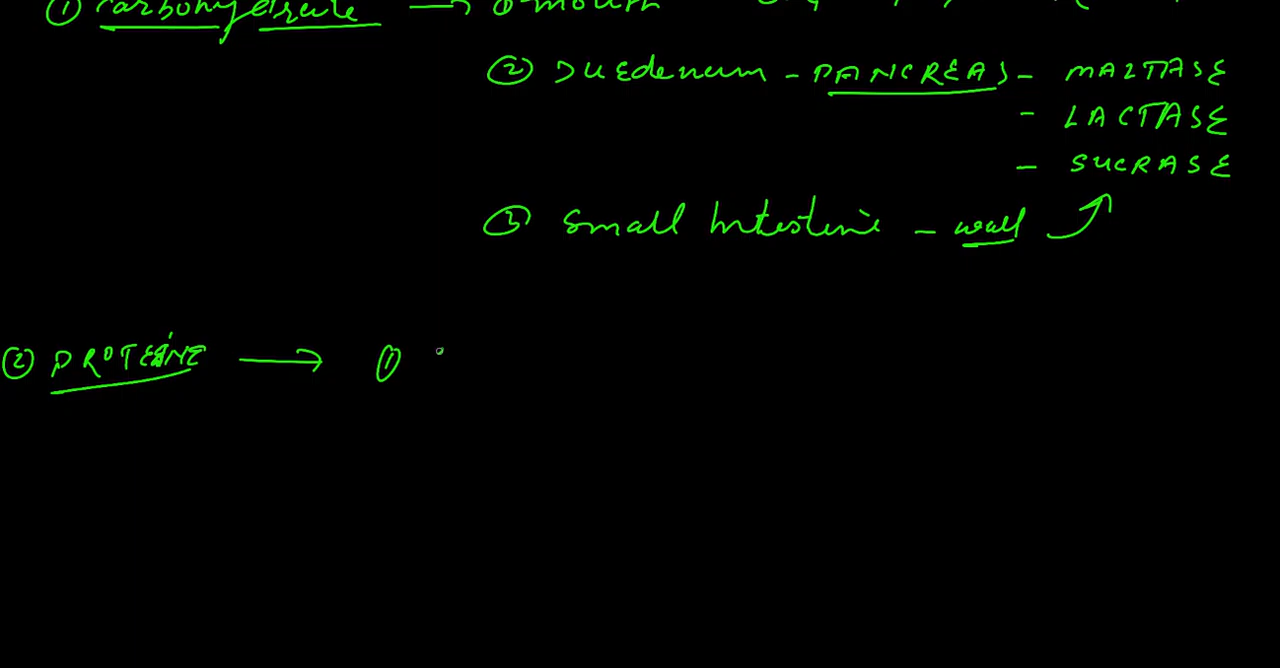 ① Carbohydrate → ① mouth
② Duedenum - PANCREAS - MALTASE
- LACTASE
- SUCRASE
③ Small Intestine - wall
② PROTEINE → ①